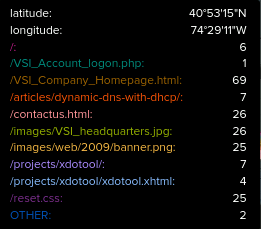 latitude: 40°53'15"N
longitude: 74°29'11"W
/: 6
/VSI_Account_logon.php: 1
/VSI_Company_Homepage.html: 69
/articles/dynamic-dns-with-dhcp/: 7
/contactus.html: 26
/images/VSI_headquarters.jpg: 26
/images/web/2009/banner.png: 25
/projects/xdotool/: 7
/projects/xdotool/xdotool.xhtml: 4
/reset.css: 25
OTHER: 2